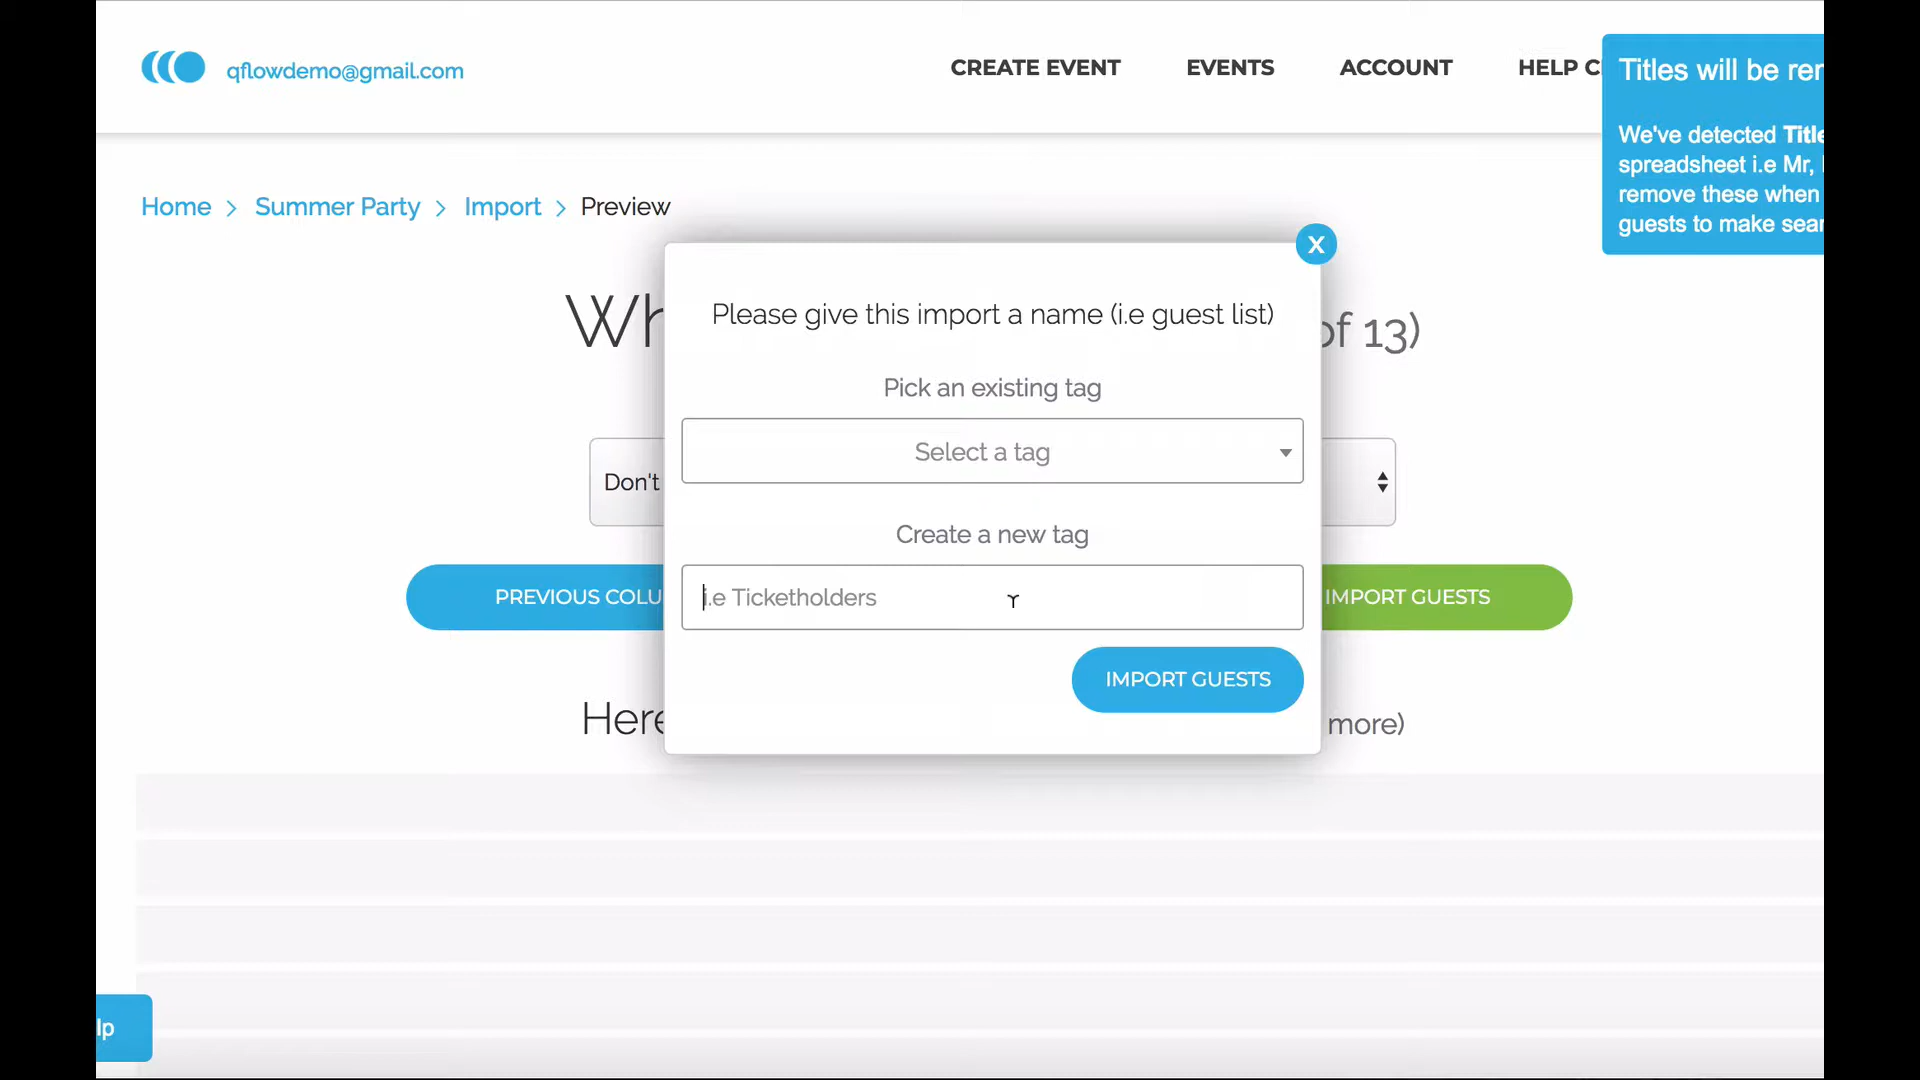 qflowdemo@gmail.com
CREATE EVENT
EVENTS
ACCOUNT
HELP C
Titles will be rer
We've detected Title
spreadsheet i.e Mr,
remove these when
guests to make sear
Home > Summer Party > Import > Preview
X
Wh
of 13)
Please give this import a name (i.e guest list)
Pick an existing tag
Select a tag
Don't
Create a new tag
i.e Ticketholders
PREVIOUS COLU
IMPORT GUESTS
IMPORT GUESTS
Here
more)
lp